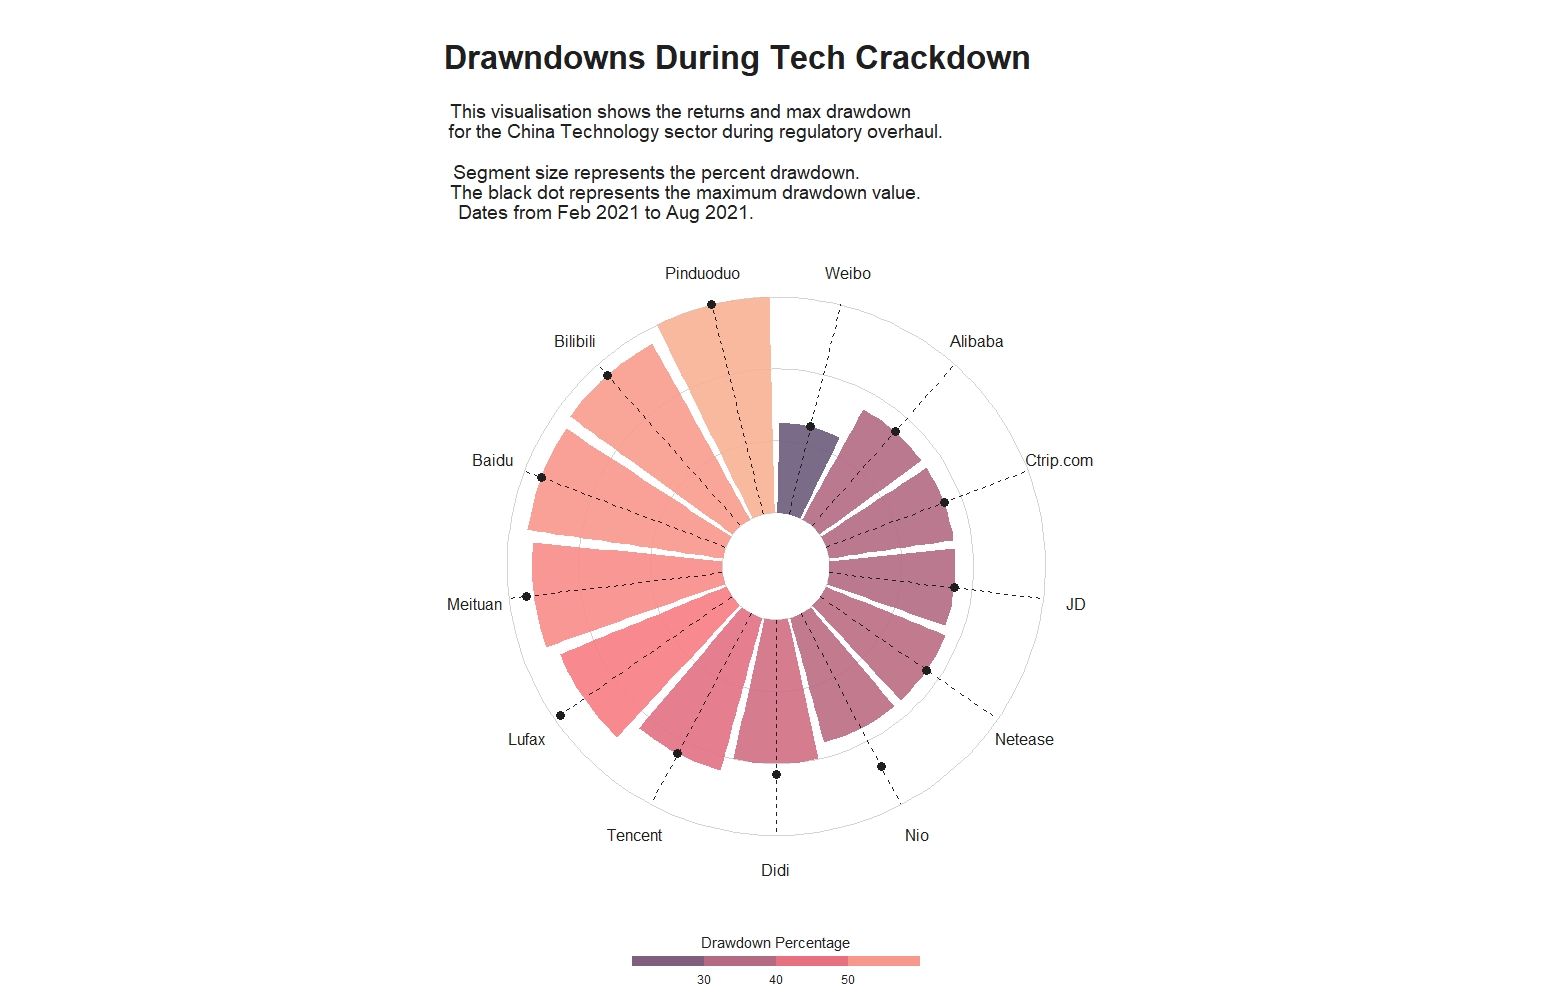 Drawndowns During Tech Crackdown
This visualisation shows the returns and max drawdown
for the China Technology sector during regulatory overhaul.
Segment size represents the percent drawdown.
The black dot represents the maximum drawdown value.
Dates from Feb 2021 to Aug 2021.
Pinduoduo
Weibo
Bilibili
Alibaba
Baidu
Ctrip.com
Meituan
JD
Lufax
Netease
Tencent
Nio
Didi
Drawdown Percentage
30 40 50